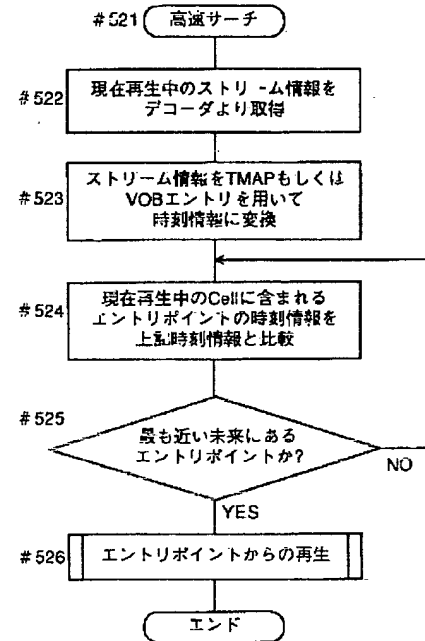 #521 高速サーチ
#522
現在再生中のストリーム情報を
デコーダより取得
#523
ストリーム情報をTMAPもしくは
VOBエントリを用いて
時刻情報に変換
#524
現在再生中のCellに含まれる
エントリポイントの時刻情報を
上記時刻情報と比較
#525
最も近い未来にある
エントリポイントか?
NO
YES
#526 エントリポイントからの再生
エンド